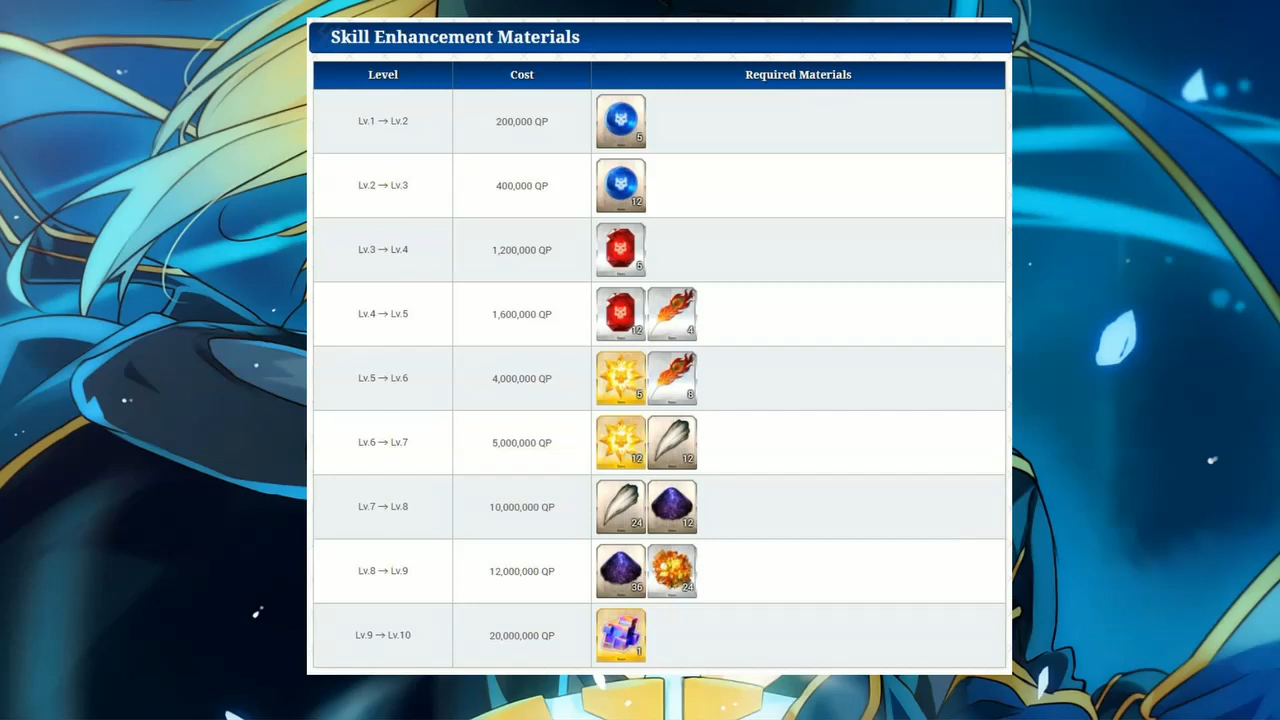 Skill Enhancement Materials
Level Cost Required Materials
Lv.1 → Lv.2 200,000 QP 5
Lv.2 → Lv.3 400,000 QP 12
Lv.3 → Lv.4 1,200,000 QP 5
Lv.4 → Lv.5 1,600,000 QP 12 4
Lv.5 → Lv.6 4,000,000 QP 5 8
Lv.6 → Lv.7 5,000,000 QP 12 12
Lv.7 → Lv.8 10,000,000 QP 24 12
Lv.8 → Lv.9 12,000,000 QP 36 24
Lv.9 → Lv.10 20,000,000 QP 1